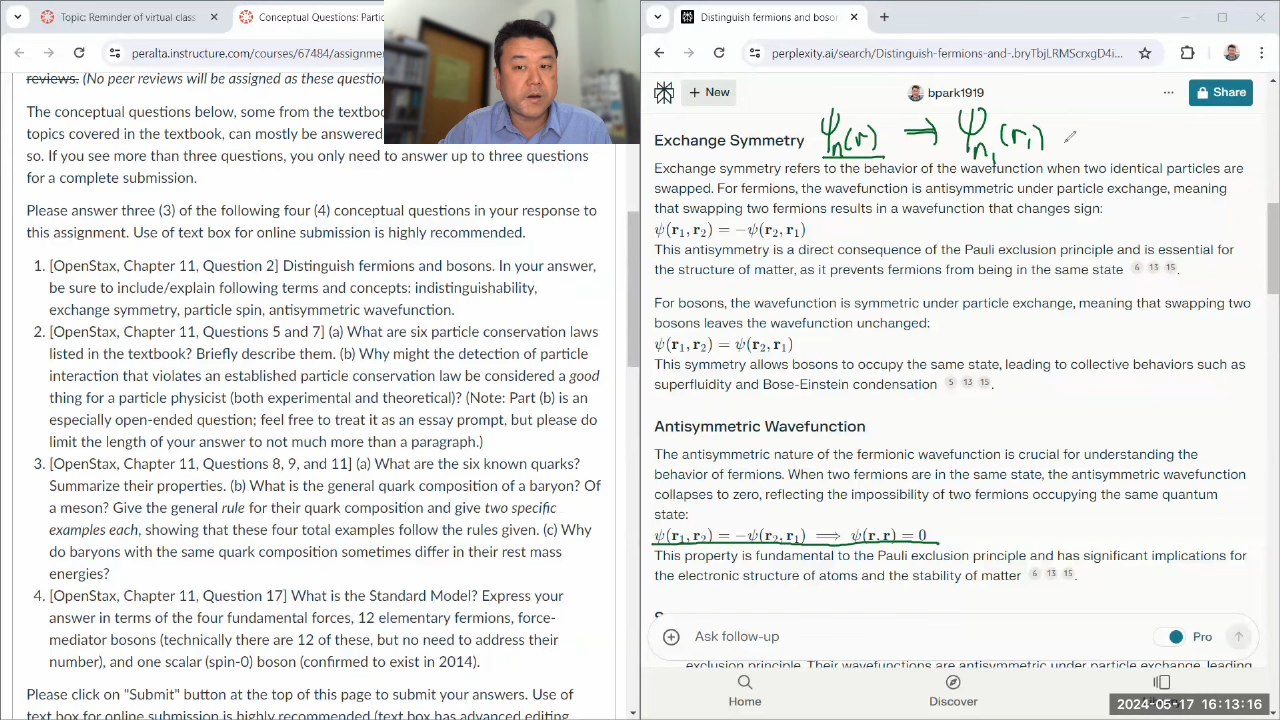 Topic: Reminder of virtual class
Conceptual Questions: Partic
peralta.instructure.com/courses/67484/assignme
reviews. (No peer reviews will be assigned as these question
The conceptual questions below, some from the textbook
topics covered in the textbook, can mostly be answered
so. If you see more than three questions, you only need to answer up to three questions
for a complete submission.
Please answer three (3) of the following four (4) conceptual questions in your response to
this assignment. Use of text box for online submission is highly recommended.
1. [OpenStax, Chapter 11, Question 2] Distinguish fermions and bosons. In your answer,
be sure to include/explain following terms and concepts: indistinguishability,
exchange symmetry, particle spin, antisymmetric wavefunction.
2. [OpenStax, Chapter 11, Questions 5 and 7] (a) What are six particle conservation laws
listed in the textbook? Briefly describe them. (b) Why might the detection of particle
interaction that violates an established particle conservation law be considered a good
thing for a particle physicist (both experimental and theoretical)? (Note: Part (b) is an
especially open-ended question; feel free to treat it as an essay prompt, but please do
limit the length of your answer to not much more than a paragraph.)
3. [OpenStax, Chapter 11, Questions 8, 9, and 11] (a) What are the six known quarks?
Summarize their properties. (b) What is the general quark composition of a baryon? Of
a meson? Give the general rule for their quark composition and give two specific
examples each, showing that these four total examples follow the rules given. (c) Why
do baryons with the same quark composition sometimes differ in their rest mass
energies?
4. [OpenStax, Chapter 11, Question 17] What is the Standard Model? Express your
answer in terms of the four fundamental forces, 12 elementary fermions, force-
mediator bosons (technically there are 12 of these, but no need to address their
number), and one scalar (spin-0) boson (confirmed to exist in 2014).
Please click on "Submit" button at the top of this page to submit your answers. Use of
text box for online submission is highly recommended (text box has advanced editing
Distinguish fermions and boso
perplexity.ai/search/Distinguish-fermions-and-.bryTbjLRMScnxgD4i...
+ New
bpark1919
Share
Exchange Symmetry
ψn(r) ⇒ ψn₁(r₁)
Exchange symmetry refers to the behavior of the wavefunction when two identical particles are
swapped. For fermions, the wavefunction is antisymmetric under particle exchange, meaning
that swapping two fermions results in a wavefunction that changes sign:
ψ(r₁, r₂) = −ψ(r₂, r₁)
This antisymmetry is a direct consequence of the Pauli exclusion principle and is essential for
the structure of matter, as it prevents fermions from being in the same state 6 13 15 .
For bosons, the wavefunction is symmetric under particle exchange, meaning that swapping two
bosons leaves the wavefunction unchanged:
ψ(r₁, r₂) = ψ(r₂, r₁)
This symmetry allows bosons to occupy the same state, leading to collective behaviors such as
superfluidity and Bose-Einstein condensation 5 13 15 .
Antisymmetric Wavefunction
The antisymmetric nature of the fermionic wavefunction is crucial for understanding the
behavior of fermions. When two fermions are in the same state, the antisymmetric wavefunction
collapses to zero, reflecting the impossibility of two fermions occupying the same quantum
state:
ψ(r₁, r₂) = −ψ(r₂, r₁) ⟹ ψ(r, r) = 0
This property is fundamental to the Pauli exclusion principle and has significant implications for
the electronic structure of atoms and the stability of matter 6 13 15 .
Ask follow-up
Pro
exclusion principle. Their wavefunctions are antisymmetric under particle exchange, leading
Home
Discover
2024-05-17 16:13:16